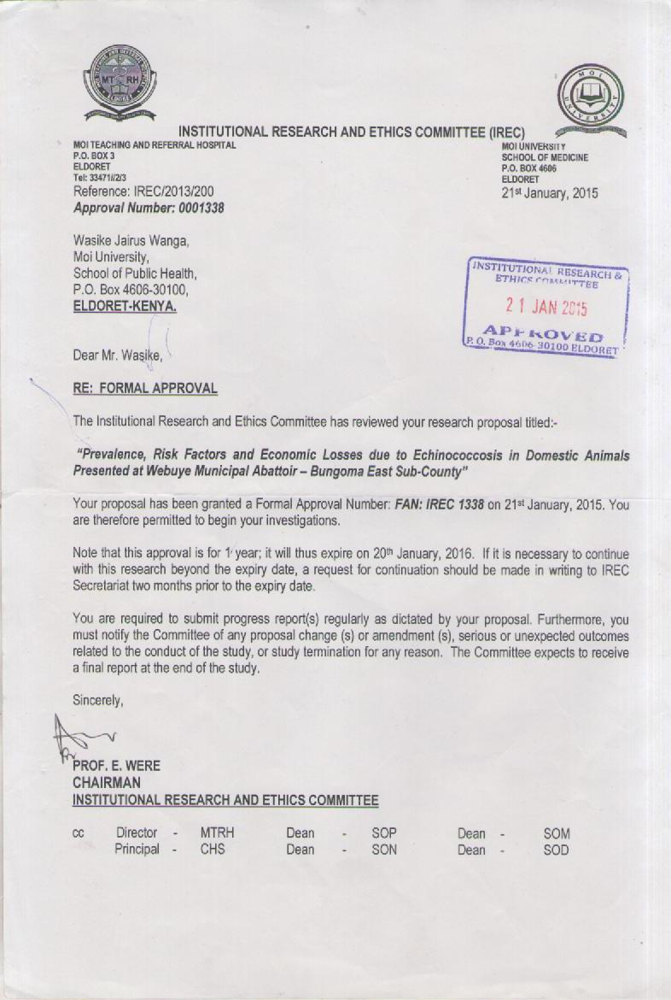 MOI TEACHING AND REFERRAL HOSPITAL
MT RH
ELDORET
MOI
UNIVERSITY
INSTITUTIONAL RESEARCH AND ETHICS COMMITTEE (IREC)
MOI TEACHING AND REFERRAL HOSPITAL
P.O. BOX 3
ELDORET
Tel: 33471//2/3
MOI UNIVERSITY
SCHOOL OF MEDICINE
P.O. BOX 4606
ELDORET
Reference: IREC/2013/200
21st January, 2015
Approval Number: 0001338
Wasike Jairus Wanga,
Moi University,
School of Public Health,
P.O. Box 4606-30100,
ELDORET-KENYA.
INSTITUTIONAL RESEARCH &
ETHICS COMMITTEE
21 JAN 2015
APPROVED
P. O. Box 4606-30100 ELDORET
Dear Mr. Wasike,
RE: FORMAL APPROVAL
The Institutional Research and Ethics Committee has reviewed your research proposal titled:-
“Prevalence, Risk Factors and Economic Losses due to Echinococcosis in Domestic Animals
Presented at Webuye Municipal Abattoir – Bungoma East Sub-County”
Your proposal has been granted a Formal Approval Number: FAN: IREC 1338 on 21st January, 2015. You
are therefore permitted to begin your investigations.
Note that this approval is for 1 year; it will thus expire on 20th January, 2016. If it is necessary to continue
with this research beyond the expiry date, a request for continuation should be made in writing to IREC
Secretariat two months prior to the expiry date.
You are required to submit progress report(s) regularly as dictated by your proposal. Furthermore, you
must notify the Committee of any proposal change (s) or amendment (s), serious or unexpected outcomes
related to the conduct of the study, or study termination for any reason. The Committee expects to receive
a final report at the end of the study.
Sincerely,
PROF. E. WERE
CHAIRMAN
INSTITUTIONAL RESEARCH AND ETHICS COMMITTEE
cc Director - MTRH Dean - SOP Dean - SOM
Principal - CHS Dean - SON Dean - SOD